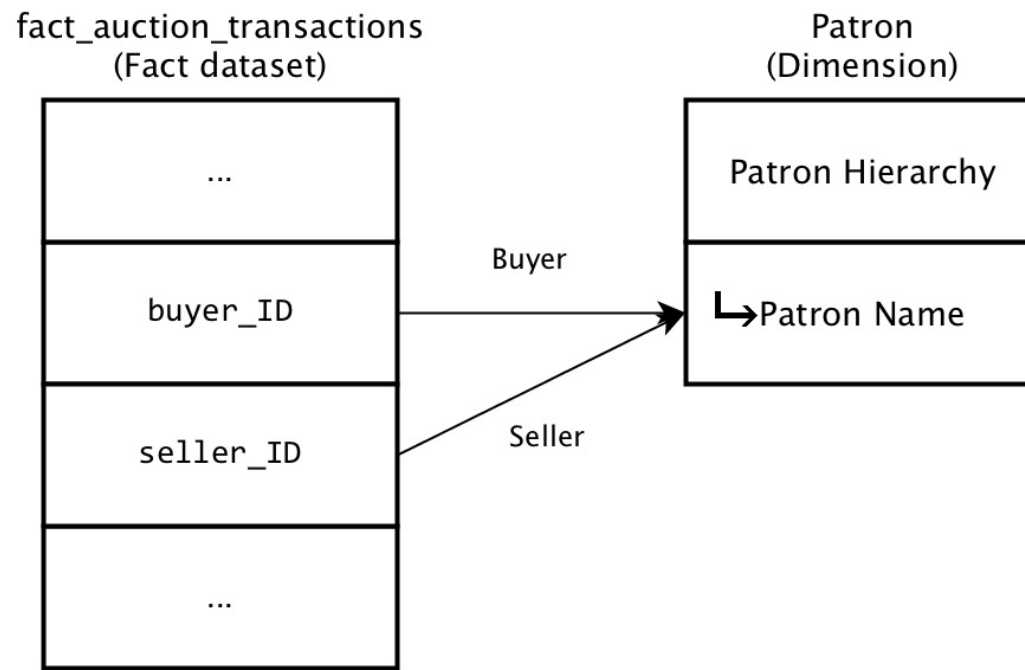 fact_auction_transactions
(Fact dataset)
...
buyer_ID
seller_ID
...
Buyer
Seller
Patron
(Dimension)
Patron Hierarchy
Patron Name